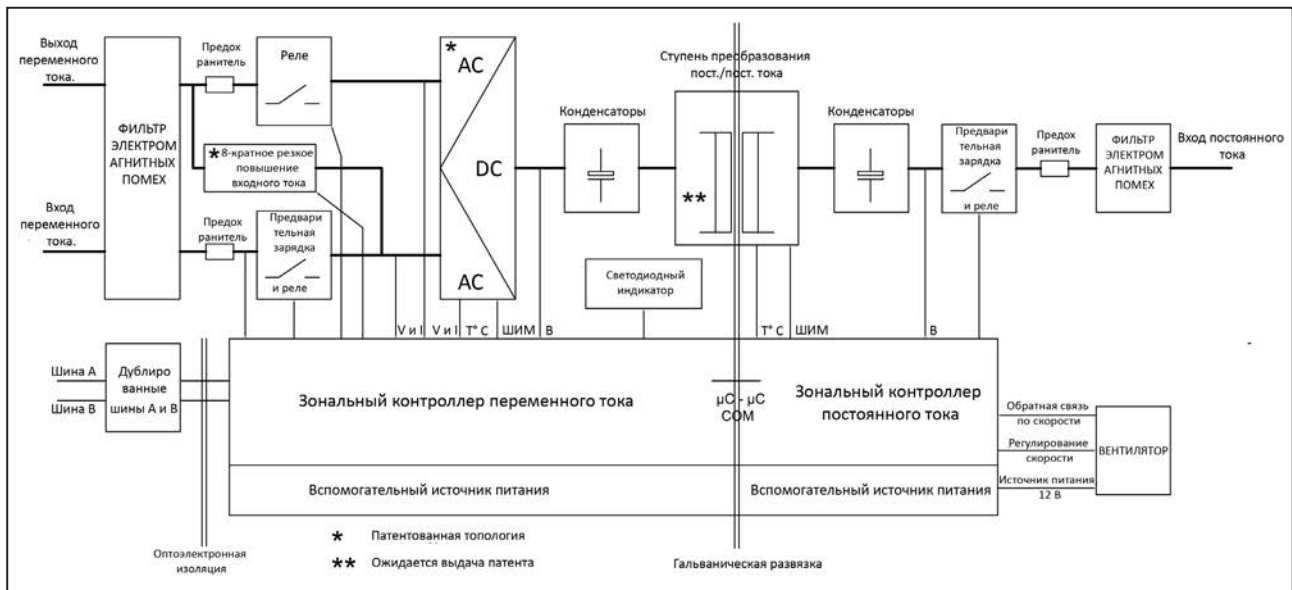 Выход
переменного
тока.
Предох
ранитель
Реле
*
AC
DC
AC
Ступень преобразования
пост./пост. тока
Конденсаторы
**
Конденсаторы
Предвари
тельная
зарядка
и реле
Предох
ранитель
ФИЛЬТР
ЭЛЕКТРОМ
АГНИТНЫХ
ПОМЕХ
Вход постоянного
тока
ФИЛЬТР
ЭЛЕКТРОМ
АГНИТНЫХ
ПОМЕХ
*8-кратное резкое
повышение
входного тока
Вход
переменного
тока.
Предох
ранитель
Предвари
тельная
зарядка
и реле
Светодиодный
индикатор
V и I
V и I
T° C
ШИМ
В
T° C
ШИМ
В
Шина А
Шина В
Дублиро
ванные
шины А и В
Зональный контроллер переменного тока
µC - µC
COM
Зональный контроллер
постоянного тока
Обратная связь
по скорости
Регулирование
скорости
Источник питания
12 В
ВЕНТИЛЯТОР
Вспомогательный источник питания
Вспомогательный источник питания
Оптоэлектронная
изоляция
* Патентованная топология
** Ожидается выдача патента
Гальваническая развязка